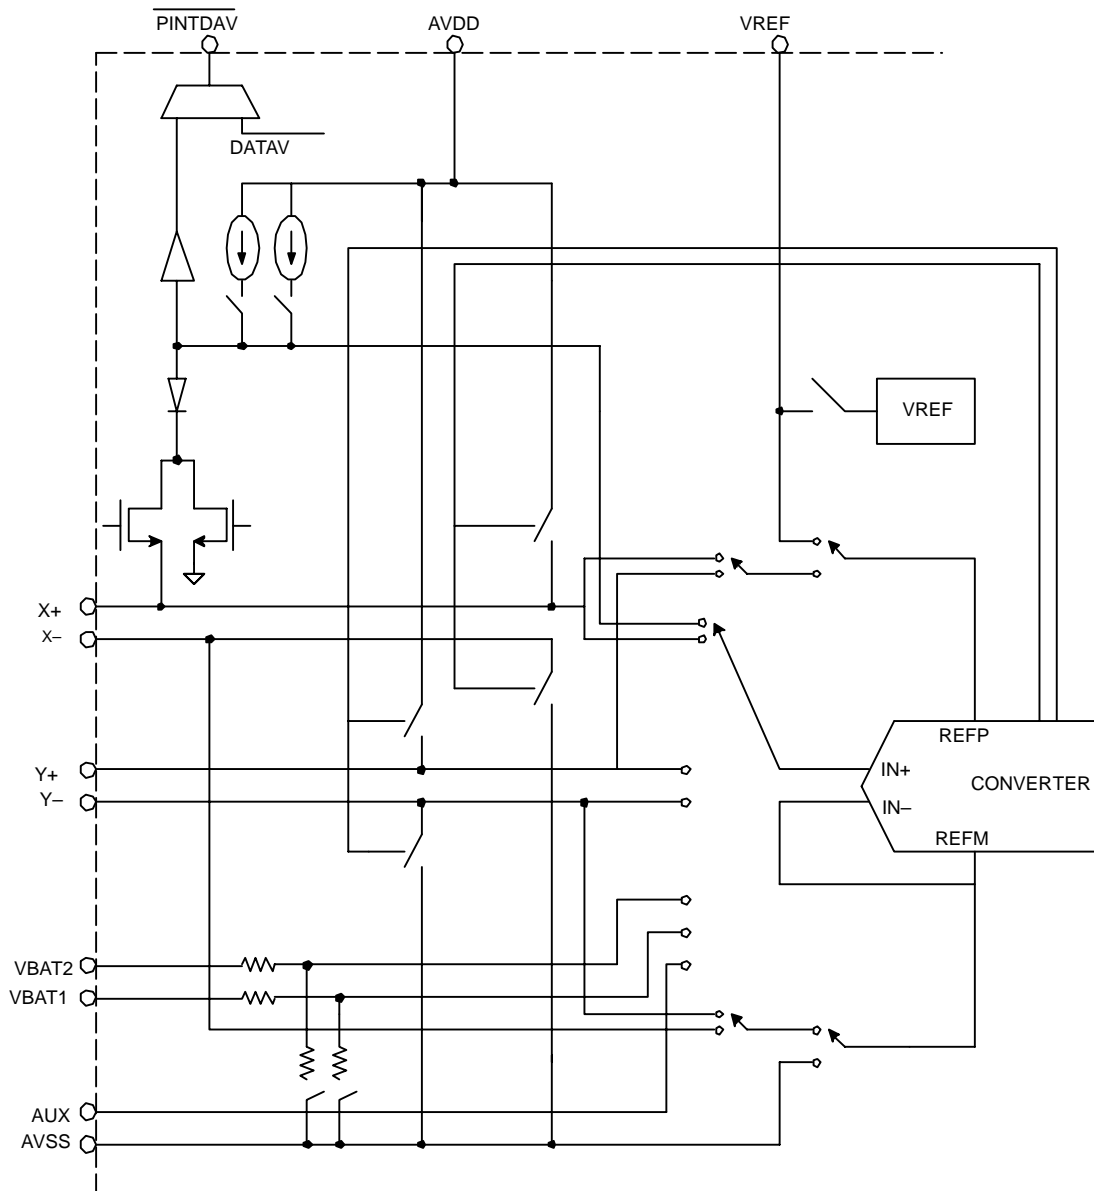 PINTDAV
AVDD
VREF
DATAV
VREF
X+
X–
REFP
Y+
IN+
CONVERTER
Y–
IN–
REFM
VBAT2
VBAT1
AUX
AVSS